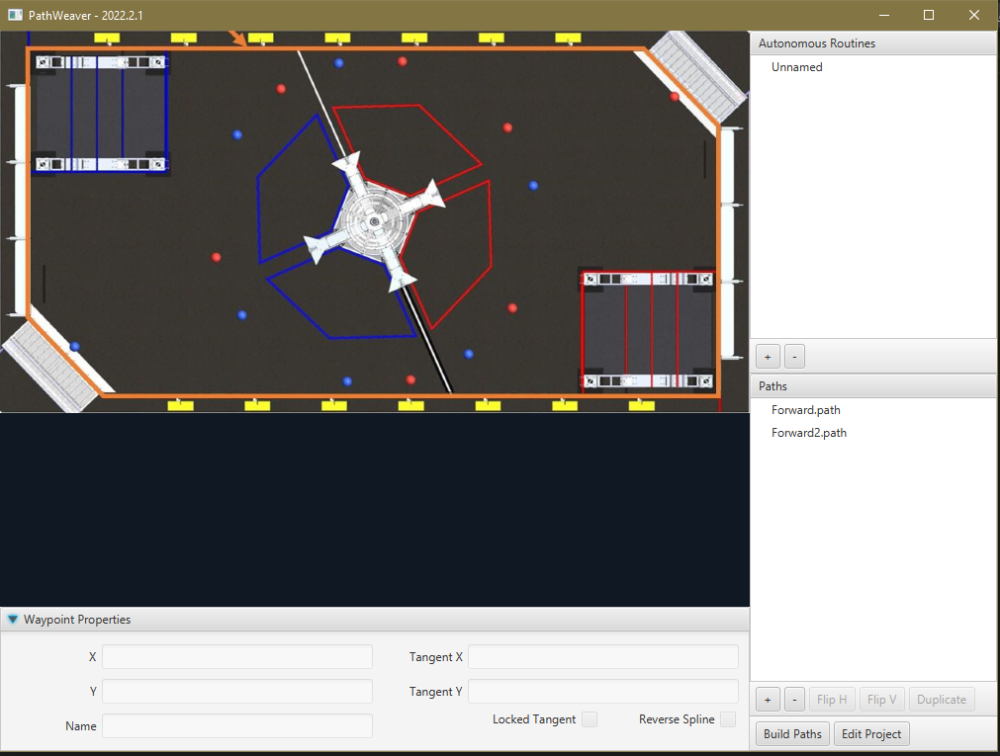 PathWeaver - 2022.2.1
Autonomous Routines
Unnamed
+ -
Paths
Forward.path
Forward2.path
Waypoint Properties
X
Tangent X
Y
Tangent Y
Name
Locked Tangent
Reverse Spline
+ - Flip H Flip V Duplicate
Build Paths Edit Project